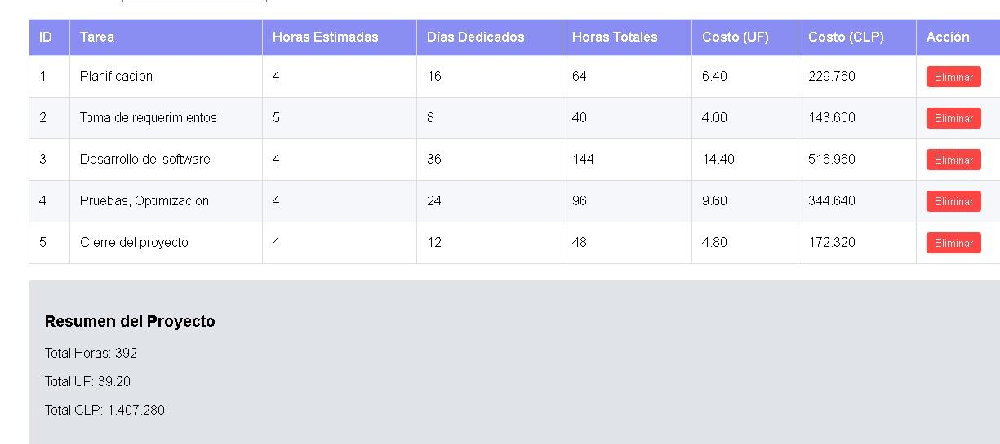 ID Tarea Horas Estimadas Días Dedicados Horas Totales Costo (UF) Costo (CLP) Acción
1 Planificacion 4 16 64 6.40 229.760 Eliminar
2 Toma de requerimientos 5 8 40 4.00 143.600 Eliminar
3 Desarrollo del software 4 36 144 14.40 516.960 Eliminar
4 Pruebas, Optimizacion 4 24 96 9.60 344.640 Eliminar
5 Cierre del proyecto 4 12 48 4.80 172.320 Eliminar
Resumen del Proyecto
Total Horas: 392
Total UF: 39.20
Total CLP: 1.407.280